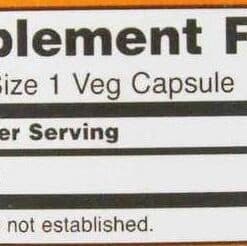 plement F
Size 1 Veg Capsule
er Serving
not established.